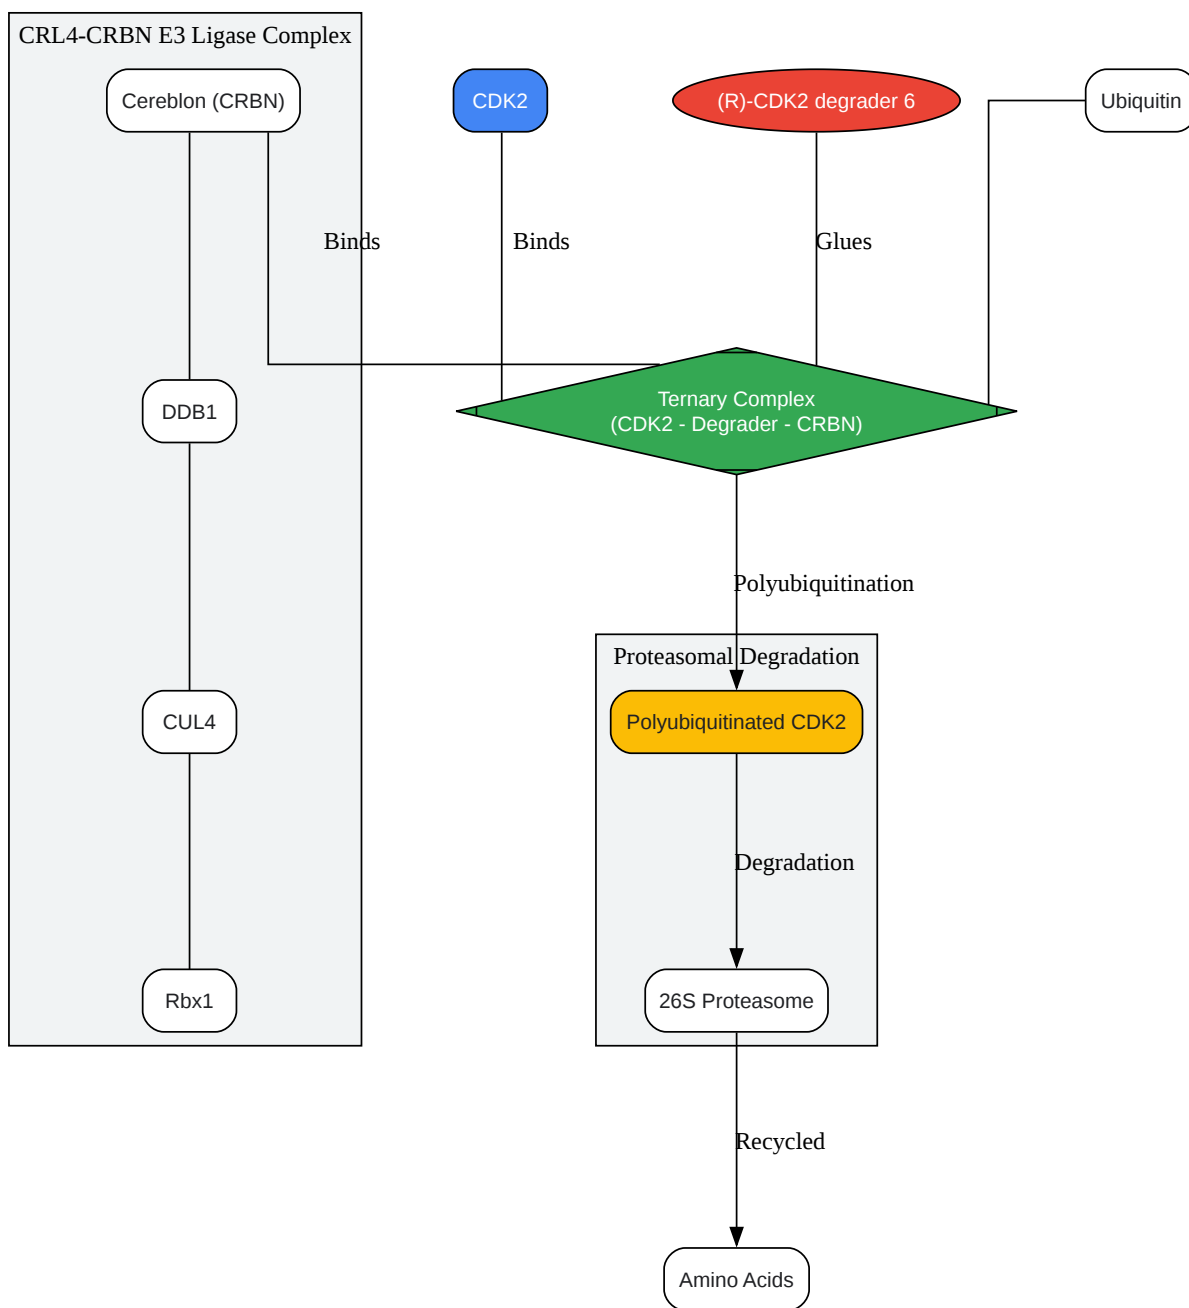 CRL4-CRBN E3 Ligase Complex
Cereblon (CRBN)
CDK2
(R)-CDK2 degrader 6
Ubiquitin
Binds
Binds
Glues
DDB1
Ternary Complex
(CDK2 - Degrader - CRBN)
Polyubiquitination
Proteasomal Degradation
CUL4
Polyubiquitinated CDK2
Degradation
Rbx1
26S Proteasome
Recycled
Amino Acids